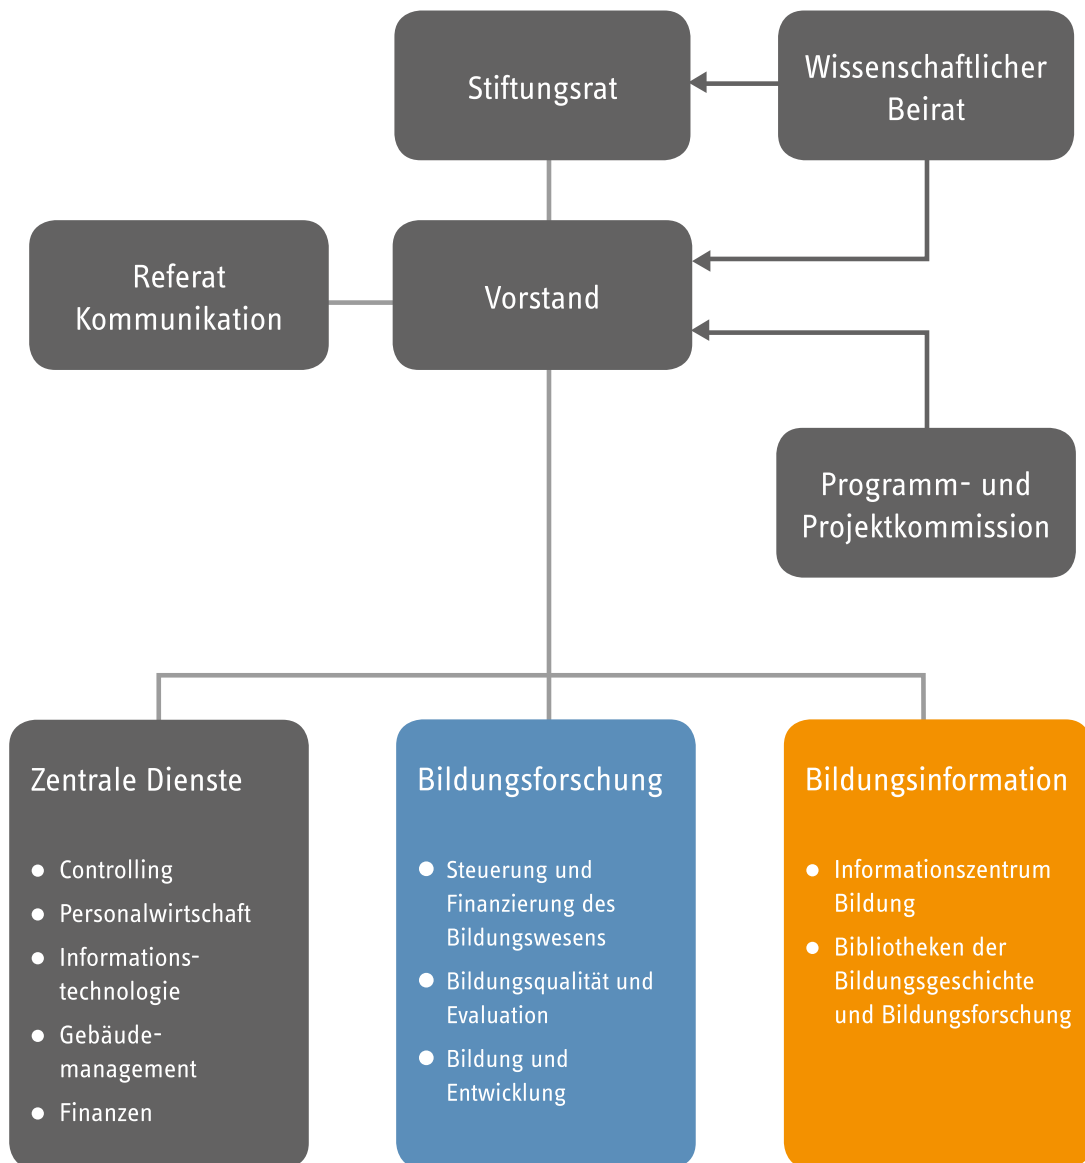 Stiftungsrat
Wissenschaftlicher
Beirat
Referat
Kommunikation
Vorstand
Programm- und
Projektkommission
Zentrale Dienste
Controlling
Personalwirtschaft
Informations-
technologie
Gebäude-
management
Finanzen
Bildungsforschung
Steuerung und
Finanzierung des
Bildungswesens
Bildungsqualität und
Evaluation
Bildung und
Entwicklung
Bildungsinformation
Informationszentrum
Bildung
Bibliotheken der
Bildungsgeschichte
und Bildungsforschung